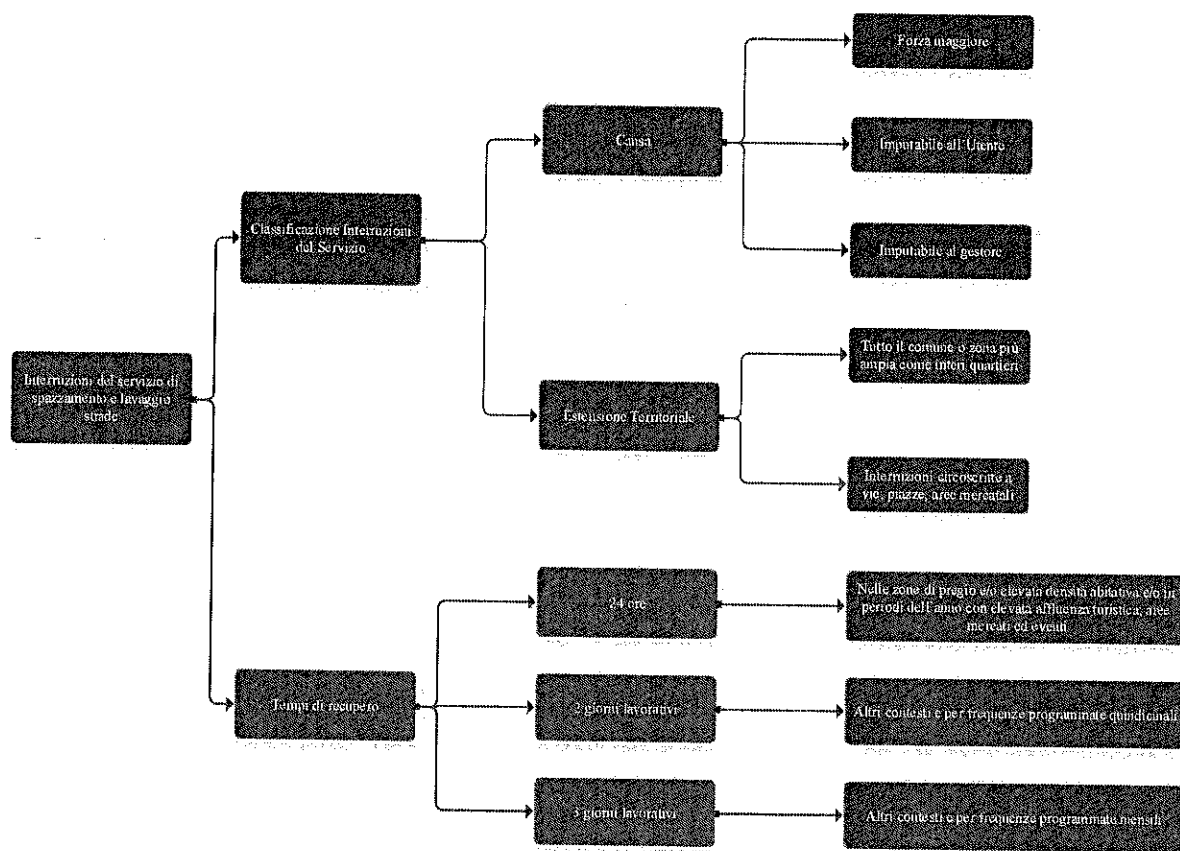 Forza maggiore
Causa
Imputabile all'Utente
Classificazione Interruzioni
del Servizio
Imputabile al gestore
Tutto il comune o zona più
ampia come interi quartieri
Interruzioni del servizio di
spazzamento e lavaggio
strade
Estensione Territoriale
Interruzioni circoscritte a
vie, piazze, aree mercatali
24 ore
Nelle zone di pregio e/o elevata densità abitativa e/o in
periodi dell'anno con elevata affluenza turistica, aree
mercati ed eventi
Tempi di recupero
2 giorni lavorativi
Altri contesti e per frequenze programmate quindicinali
3 giorni lavorativi
Altri contesti e per frequenze programmate mensili